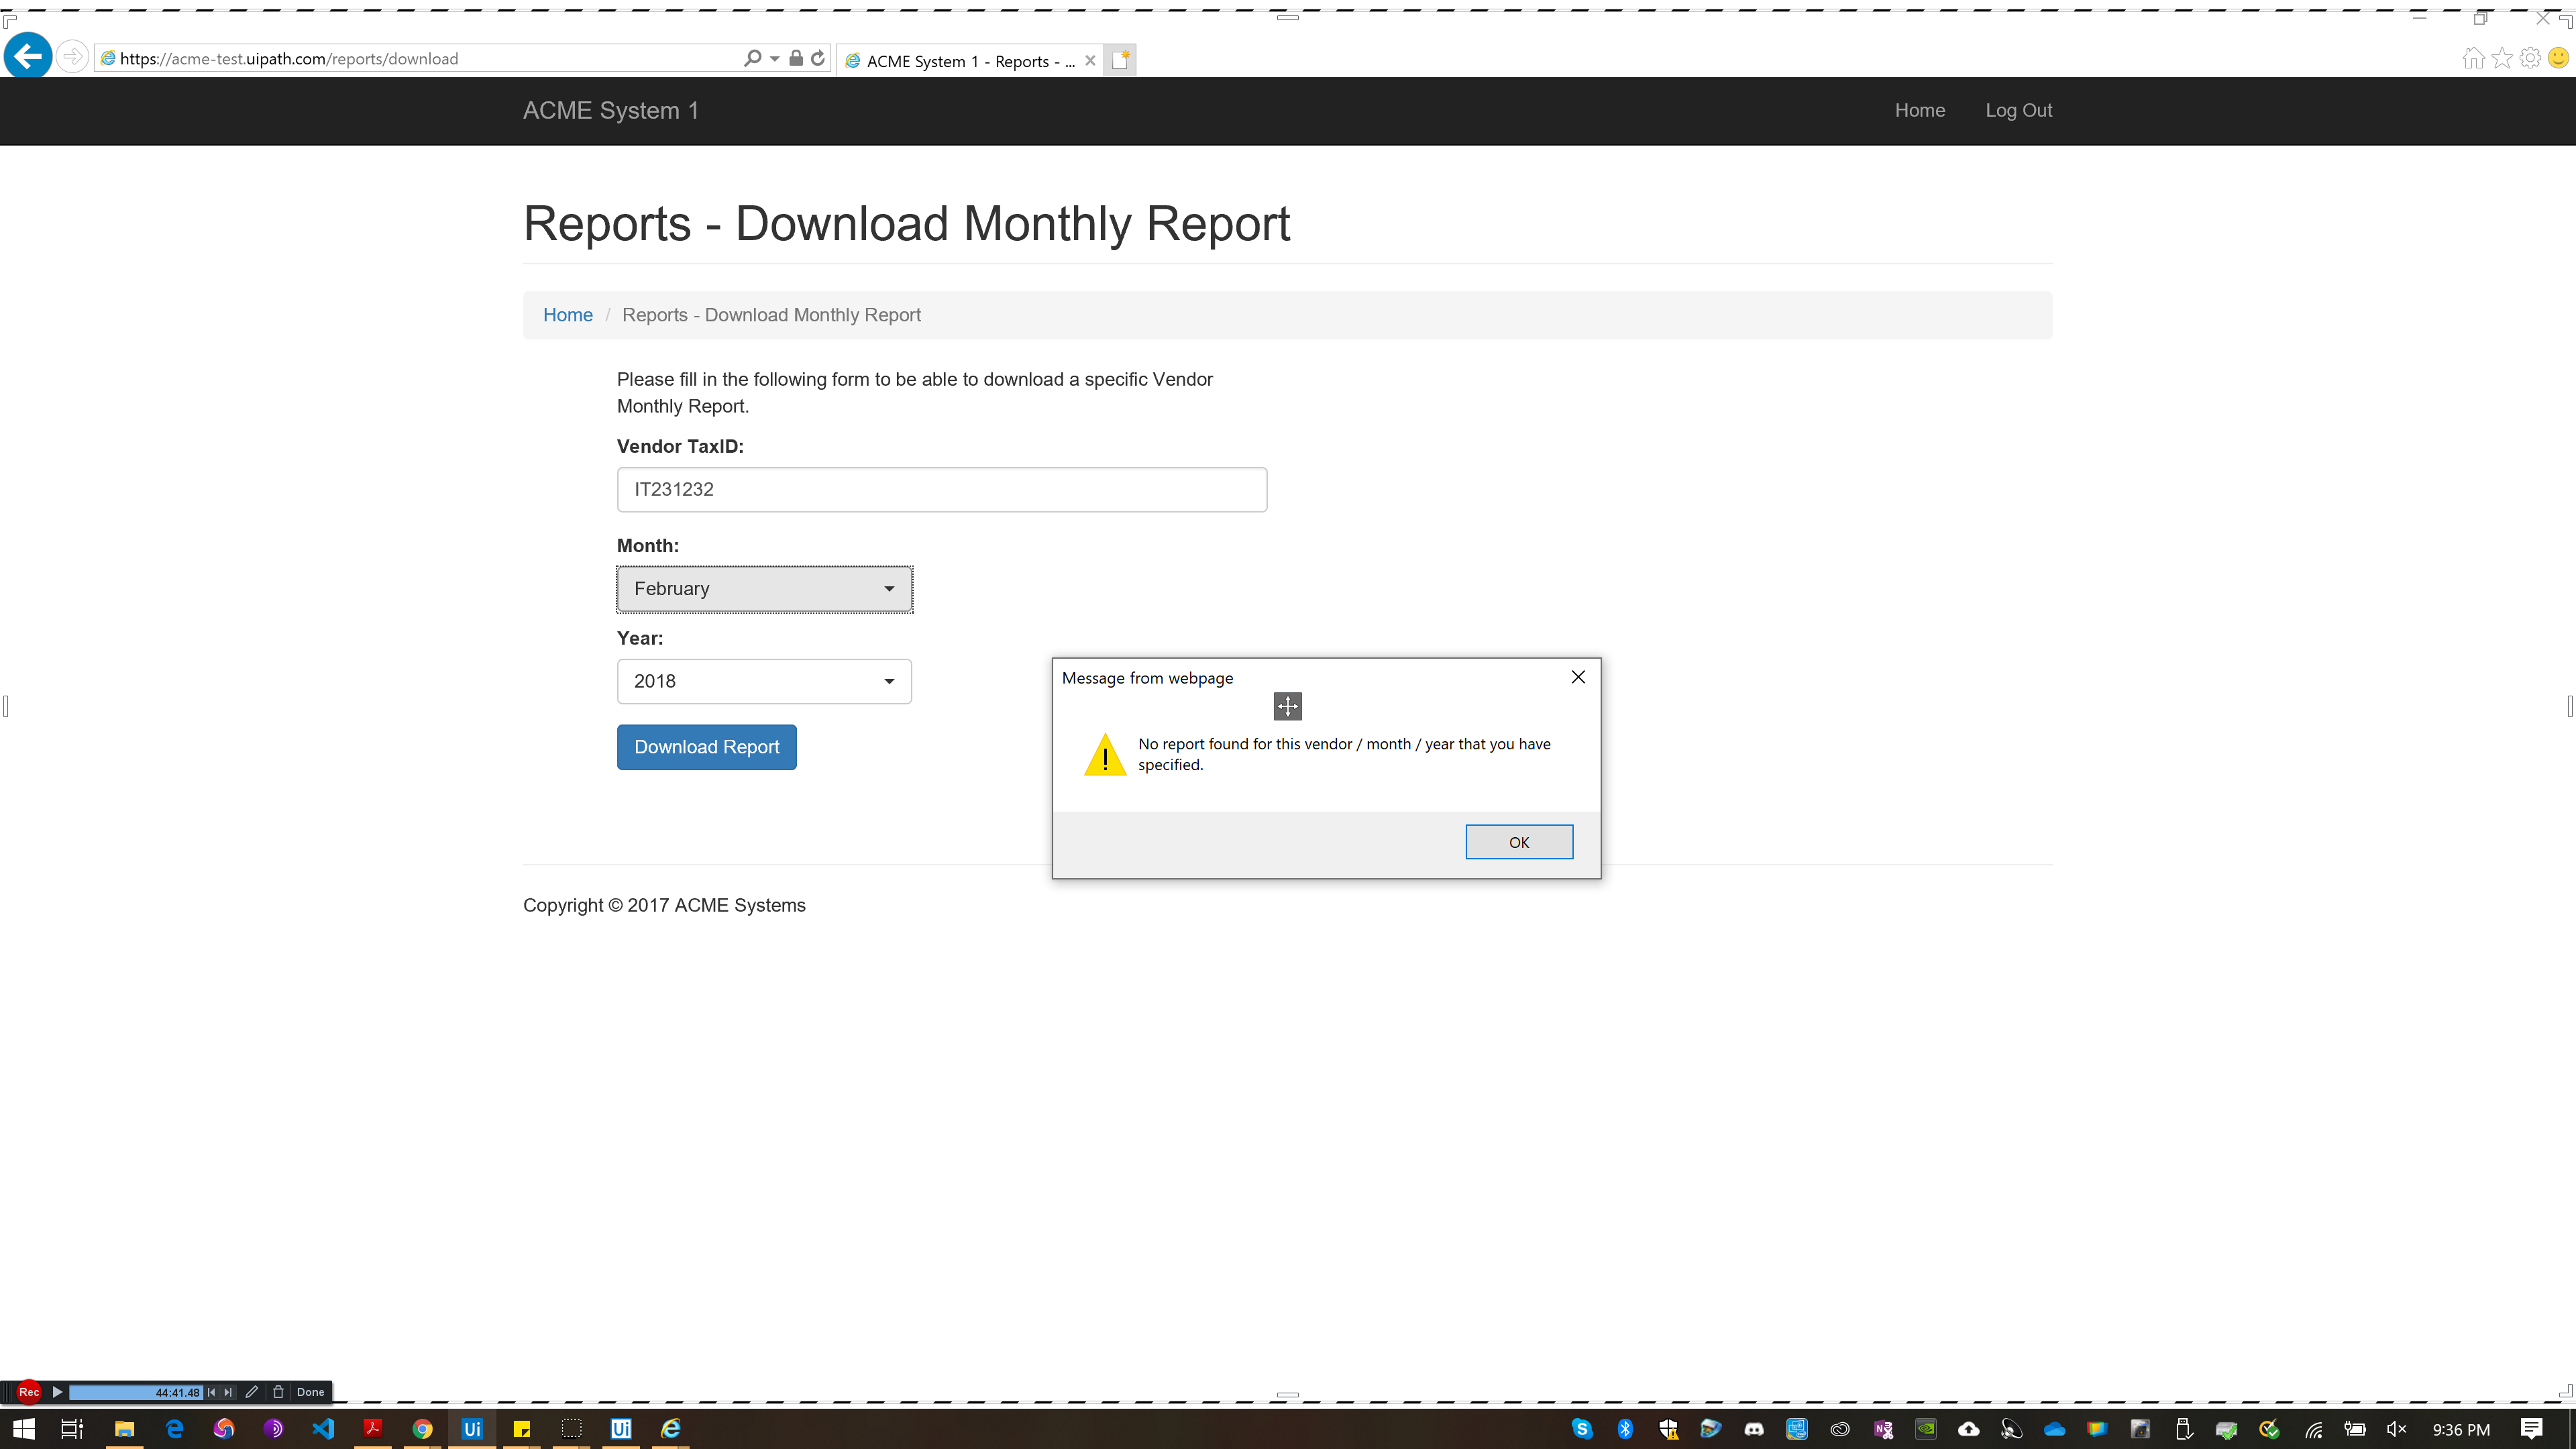 https://acme-test.uipath.com/reports/download
ACME System 1 - Reports - ...
ACME System 1
Home
Log Out
Reports - Download Monthly Report
Home / Reports - Download Monthly Report
Please fill in the following form to be able to download a specific Vendor
Monthly Report.
Vendor TaxID:
IT231232
Month:
February
Year:
2018
Download Report
Message from webpage
No report found for this vendor / month / year that you have
specified.
OK
Copyright © 2017 ACME Systems
Rec
44:41.48
Done
Ui
Ui
S
N
9:36 PM